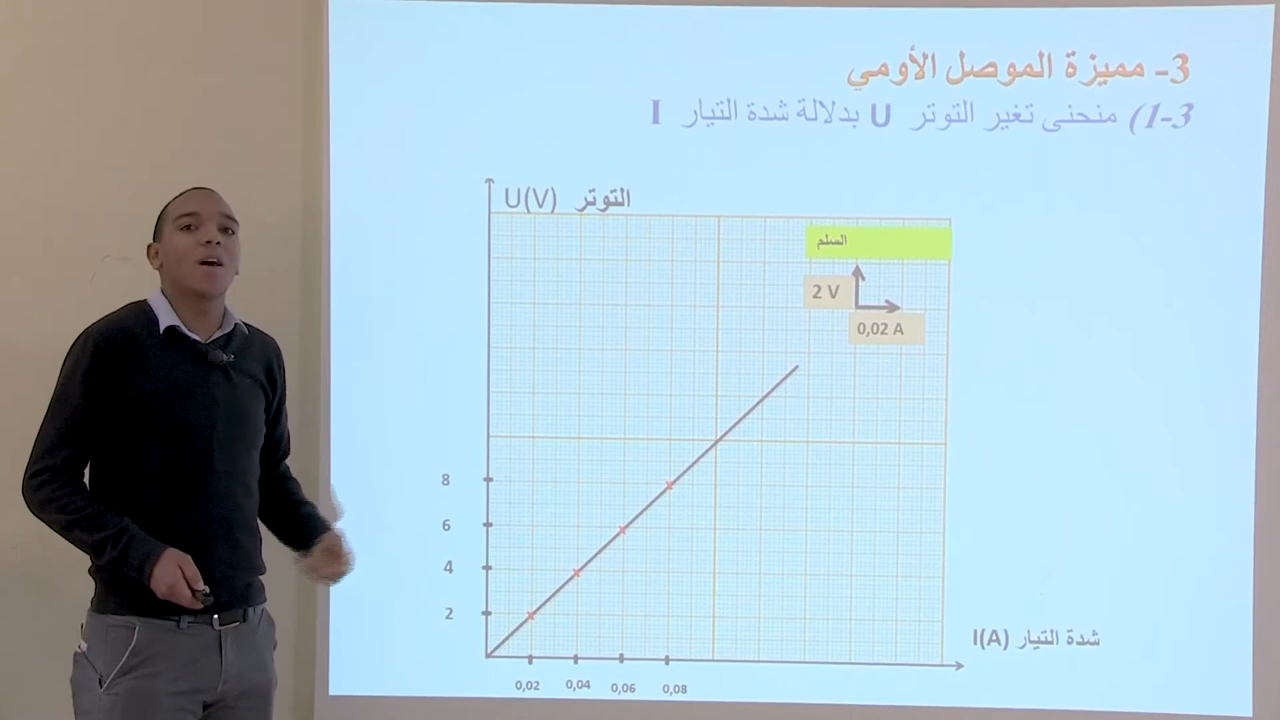 3- مميزة الموصل الأومي
3-1) منحنى تغير التوتر U بدلالة شدة التيار I
U(V) التوتر
السلم
2 V
0,02 A
8
6
4
2
شدة التيار I(A)
0,02 0,04 0,06 0,08